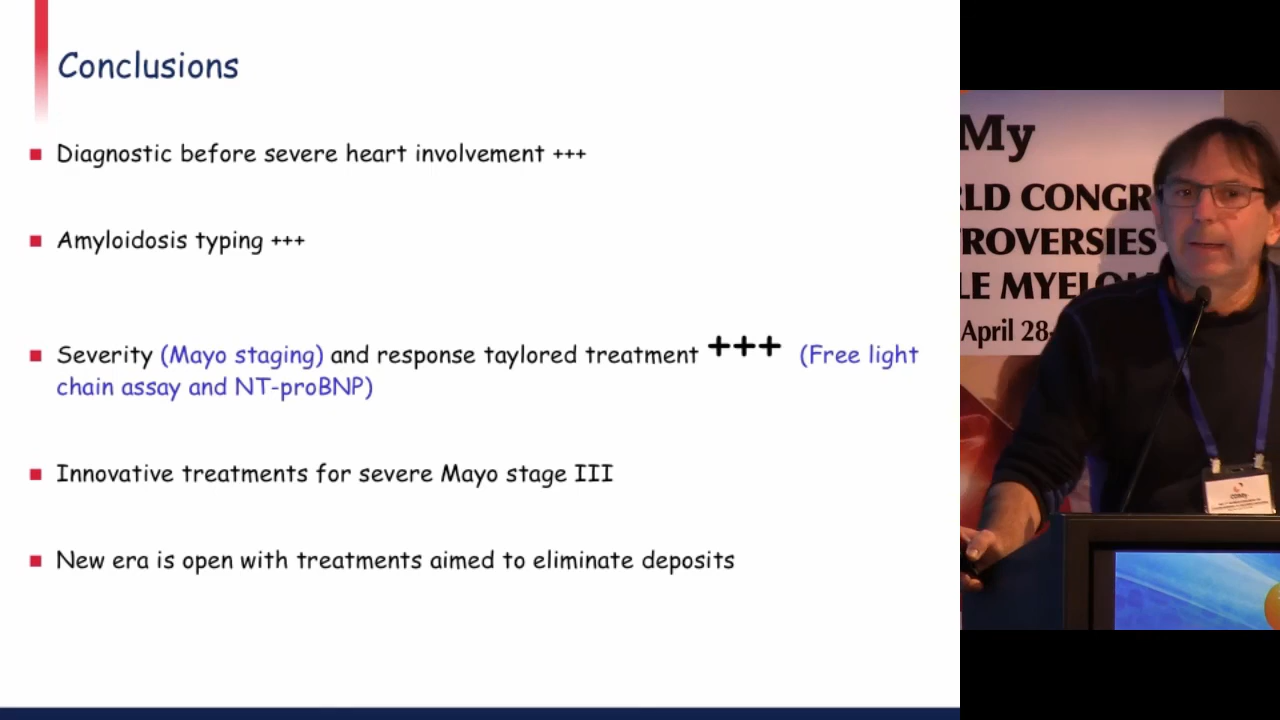 Conclusions
Diagnostic before severe heart involvement +++
Amyloidosis typing +++
Severity (Mayo staging) and response taylored treatment +++ (Free light
chain assay and NT-proBNP)
Innovative treatments for severe Mayo stage III
New era is open with treatments aimed to eliminate deposits
My
RLD CONGR
ROVERSIES
LE MYELOM
April 28-